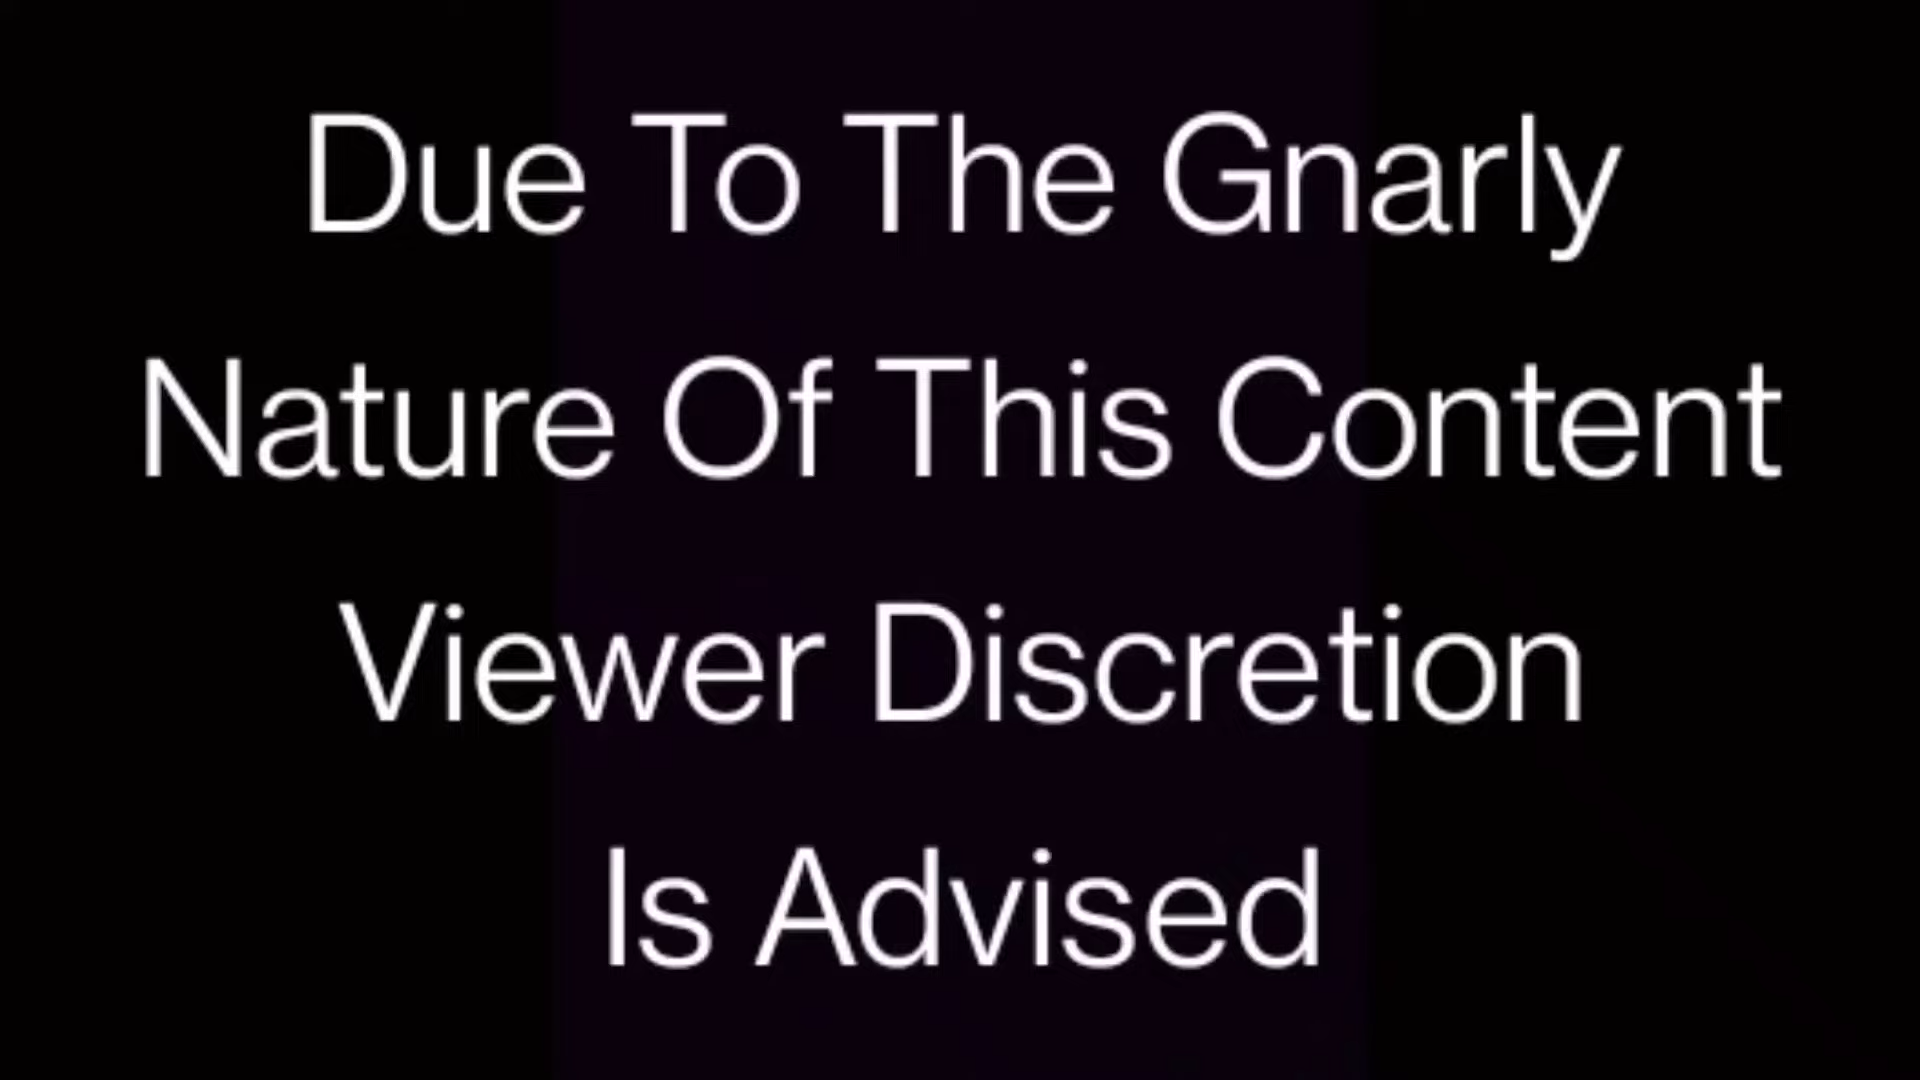 Due To The Gnarly
Nature Of This Content
Viewer Discretion
Is Advised